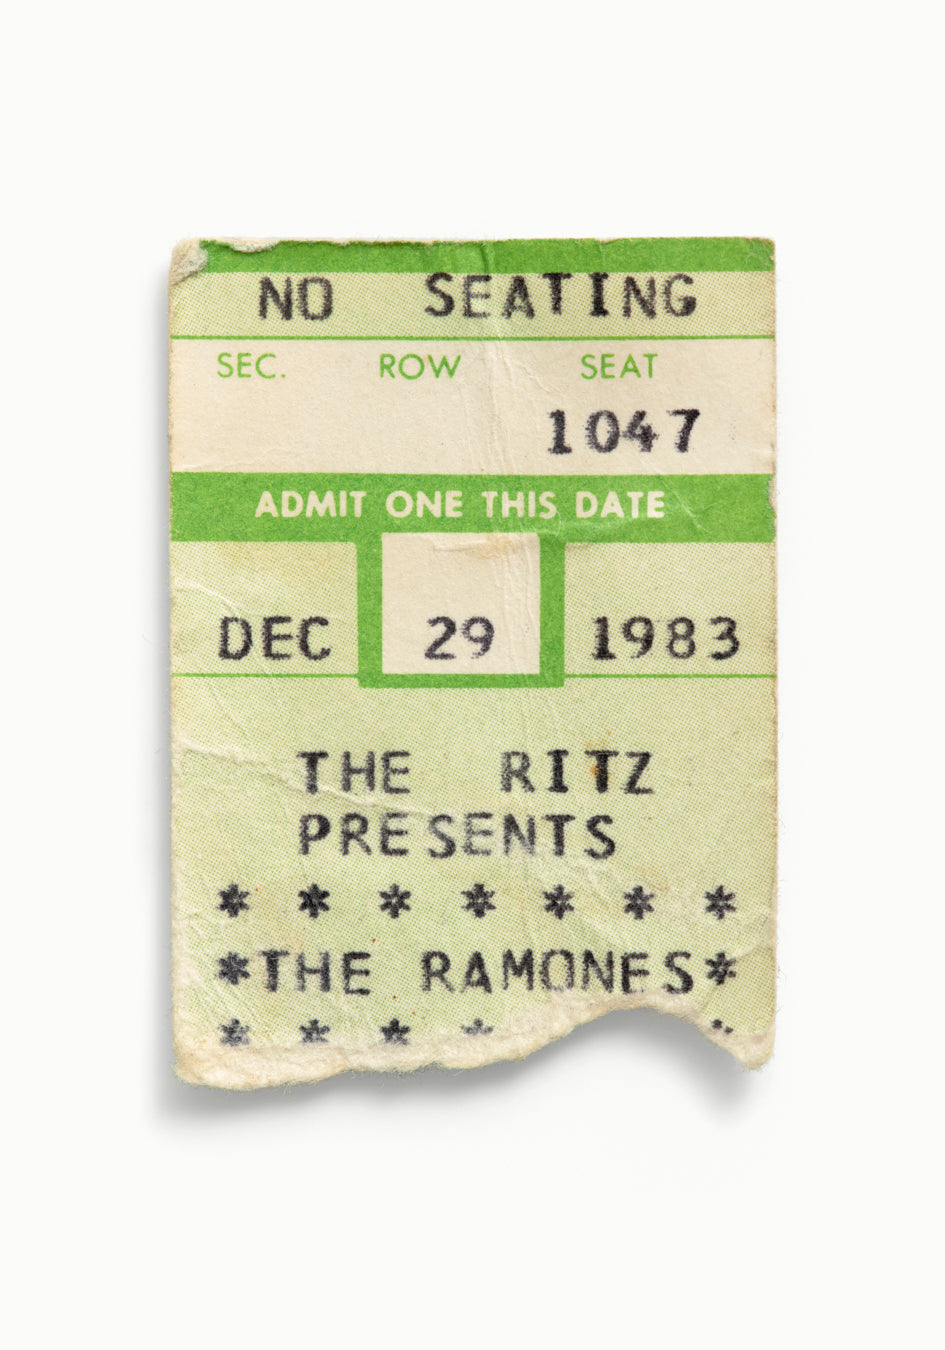 NO SEATING
SEC. ROW SEAT
1047
ADMIT ONE THIS DATE
DEC 29 1983
THE RITZ
PRESENTS
* * * * * * *
*THE RAMONES*
* * * * *